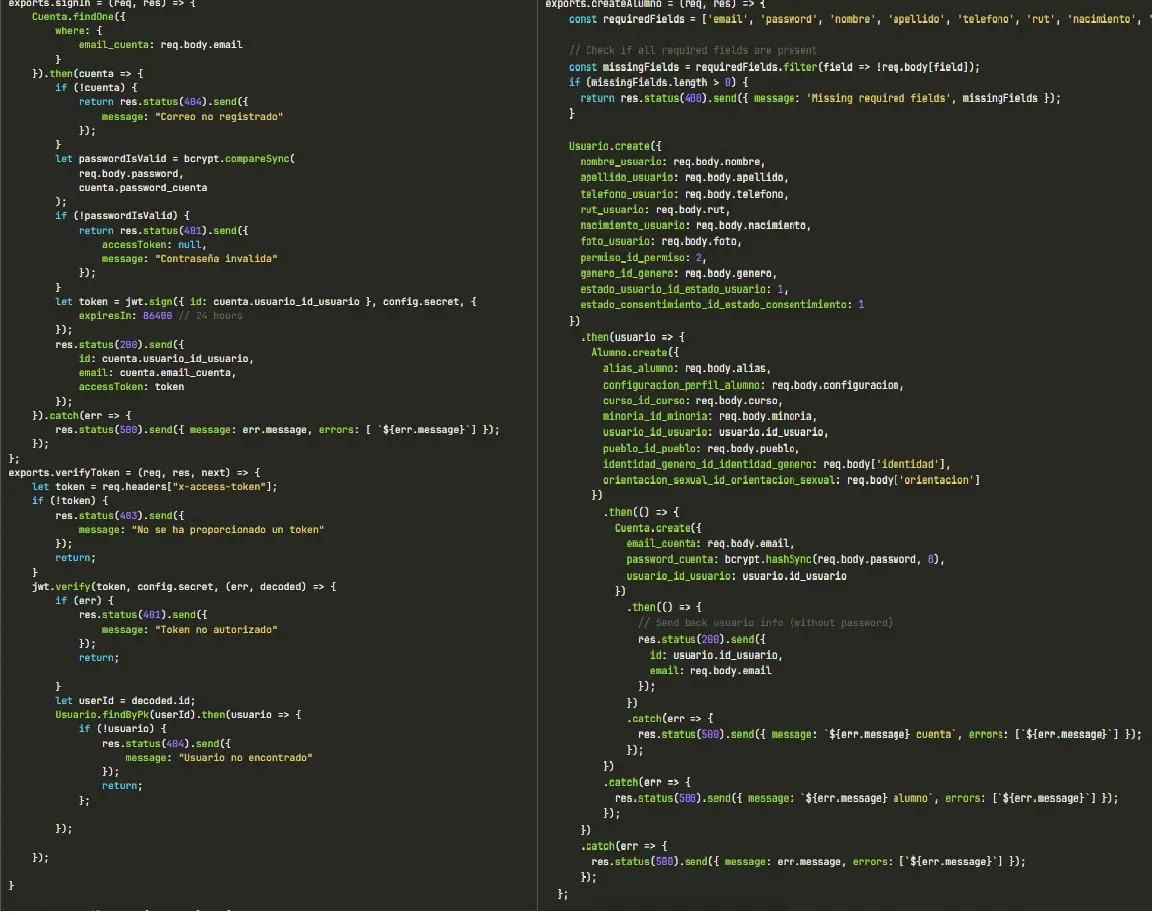 exports.signIn = (req, res) => {
Cuenta.findOne({
where: {
email_cuenta: req.body.email
}
}).then(cuenta => {
if (!cuenta) {
return res.status(404).send({
message: "Correo no registrado"
});
}
let passwordIsValid = bcrypt.compareSync(
req.body.password,
cuenta.password_cuenta
);
if (!passwordIsValid) {
return res.status(401).send({
accessToken: null,
message: "Contraseña invalida"
});
}
let token = jwt.sign({ id: cuenta.usuario_id_usuario }, config.secret, {
expiresIn: 86400 // 24 hours
});
res.status(200).send({
id: cuenta.usuario_id_usuario,
email: cuenta.email_cuenta,
accessToken: token
});
}).catch(err => {
res.status(500).send({ message: err.message, errors: [ `${err.message}`] });
});
};
exports.verifyToken = (req, res, next) => {
let token = req.headers["x-access-token"];
if (!token) {
res.status(403).send({
message: "No se ha proporcionado un token"
});
return;
}
jwt.verify(token, config.secret, (err, decoded) => {
if (err) {
res.status(401).send({
message: "Token no autorizado"
});
return;
}
let userId = decoded.id;
Usuario.findByPk(userId).then(usuario => {
if (!usuario) {
res.status(404).send({
message: "Usuario no encontrado"
});
return;
};
});
});
}
exports.createAlumno = (req, res) => {
const requiredFields = ['email', 'password', 'nombre', 'apellido', 'telefono', 'rut', 'nacimiento', '
// Check if all required fields are present
const missingFields = requiredFields.filter(field => !req.body[field]);
if (missingFields.length > 0) {
return res.status(400).send({ message: 'Missing required fields', missingFields });
}
Usuario.create({
nombre_usuario: req.body.nombre,
apellido_usuario: req.body.apellido,
telefono_usuario: req.body.telefono,
rut_usuario: req.body.rut,
nacimiento_usuario: req.body.nacimiento,
foto_usuario: req.body.foto,
permiso_id_permiso: 2,
genero_id_genero: req.body.genero,
estado_usuario_id_estado_usuario: 1,
estado_consentimiento_id_estado_consentimiento: 1
})
.then(usuario => {
Alumno.create({
alias_alumno: req.body.alias,
configuracion_perfil_alumno: req.body.configuracion,
curso_id_curso: req.body.curso,
minoria_id_minoria: req.body.minoria,
usuario_id_usuario: usuario.id_usuario,
pueblo_id_pueblo: req.body.pueblo,
identidad_genero_id_identidad_genero: req.body['identidad'],
orientacion_sexual_id_orientacion_sexual: req.body['orientacion']
})
.then(() => {
Cuenta.create({
email_cuenta: req.body.email,
password_cuenta: bcrypt.hashSync(req.body.password, 8),
usuario_id_usuario: usuario.id_usuario
})
.then(() => {
// Send back usuario info (without password)
res.status(200).send({
id: usuario.id_usuario,
email: req.body.email
});
})
.catch(err => {
res.status(500).send({ message: `${err.message} cuenta`, errors: [`${err.message}`] });
});
})
.catch(err => {
res.status(500).send({ message: `${err.message} alumno`, errors: [`${err.message}`] });
});
})
.catch(err => {
res.status(500).send({ message: err.message, errors: [`${err.message}`] });
});
};